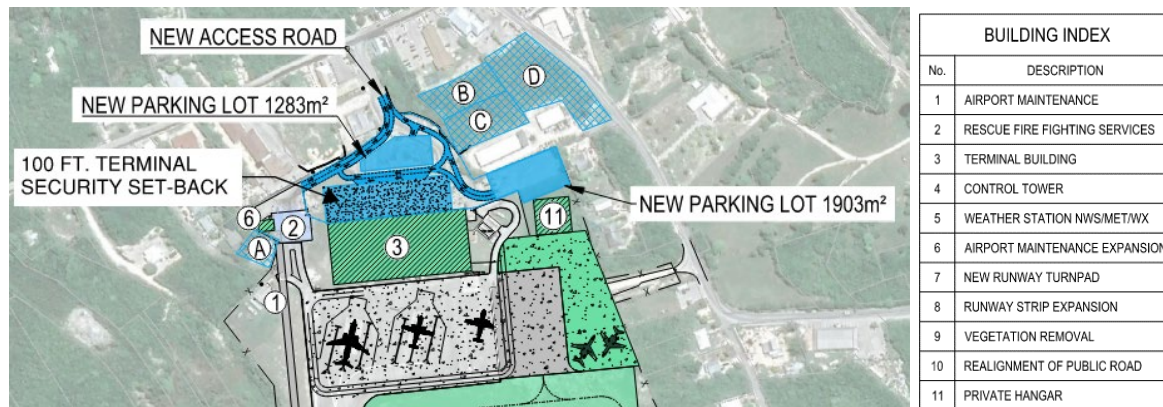 NEW ACCESS ROAD
NEW PARKING LOT 1283m²
100 FT. TERMINAL
SECURITY SET-BACK
B
D
C
NEW PARKING LOT 1903m²
6
2
A
11
3
1
BUILDING INDEX
No. DESCRIPTION
1 AIRPORT MAINTENANCE
2 RESCUE FIRE FIGHTING SERVICES
3 TERMINAL BUILDING
4 CONTROL TOWER
5 WEATHER STATION NWS/MET/WX
6 AIRPORT MAINTENANCE EXPANSION
7 NEW RUNWAY TURNPAD
8 RUNWAY STRIP EXPANSION
9 VEGETATION REMOVAL
10 REALIGNMENT OF PUBLIC ROAD
11 PRIVATE HANGAR